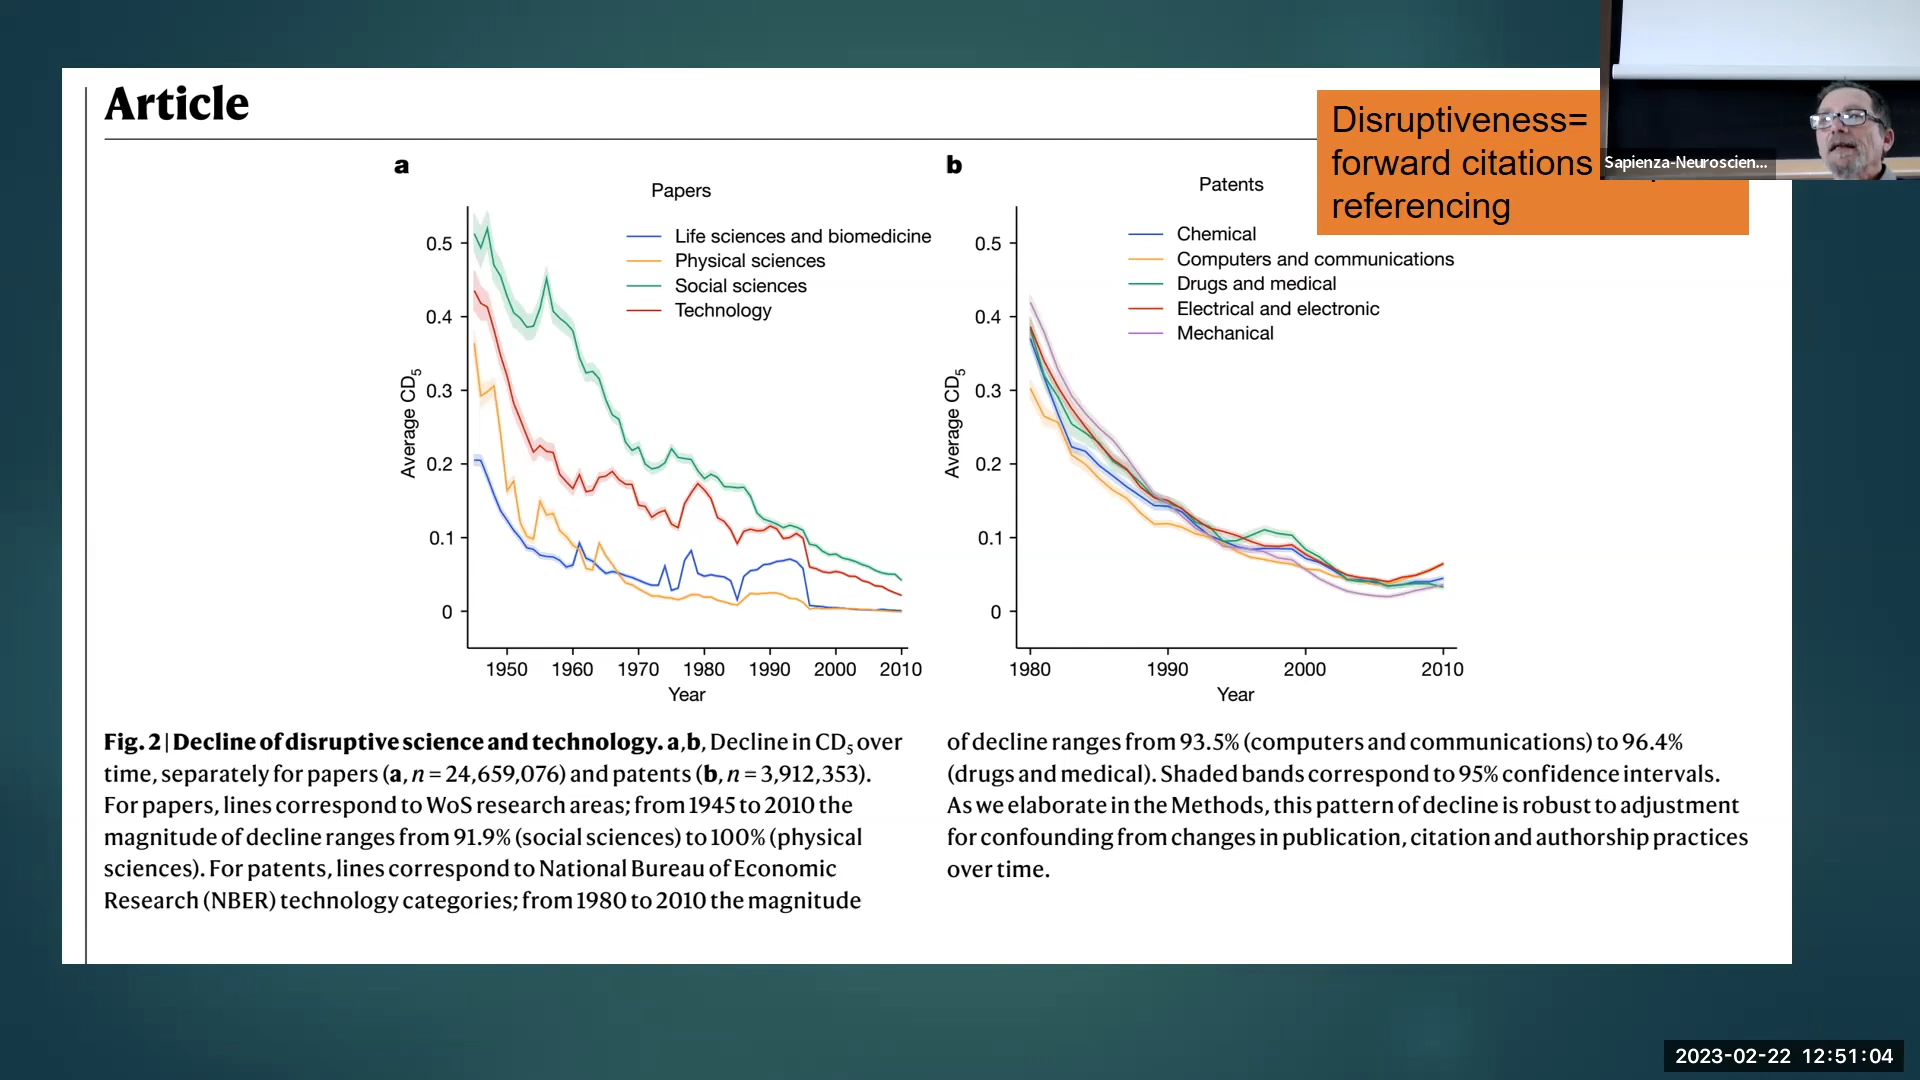 Article
Disruptiveness=
forward citations
referencing
Sapienza-Neuroscien...
a
Papers
Life sciences and biomedicine
Physical sciences
Social sciences
Technology
Average CD5
0.5
0.4
0.3
0.2
0.1
0
1950 1960 1970 1980 1990 2000 2010
Year
b
Patents
Chemical
Computers and communications
Drugs and medical
Electrical and electronic
Mechanical
Average CD5
0.5
0.4
0.3
0.2
0.1
0
1980 1990 2000 2010
Year
Fig. 2 | Decline of disruptive science and technology. a,b, Decline in CD5 over
time, separately for papers (a, n = 24,659,076) and patents (b, n = 3,912,353).
For papers, lines correspond to WoS research areas; from 1945 to 2010 the
magnitude of decline ranges from 91.9% (social sciences) to 100% (physical
sciences). For patents, lines correspond to National Bureau of Economic
Research (NBER) technology categories; from 1980 to 2010 the magnitude
of decline ranges from 93.5% (computers and communications) to 96.4%
(drugs and medical). Shaded bands correspond to 95% confidence intervals.
As we elaborate in the Methods, this pattern of decline is robust to adjustment
for confounding from changes in publication, citation and authorship practices
over time.
2023-02-22 12:51:04